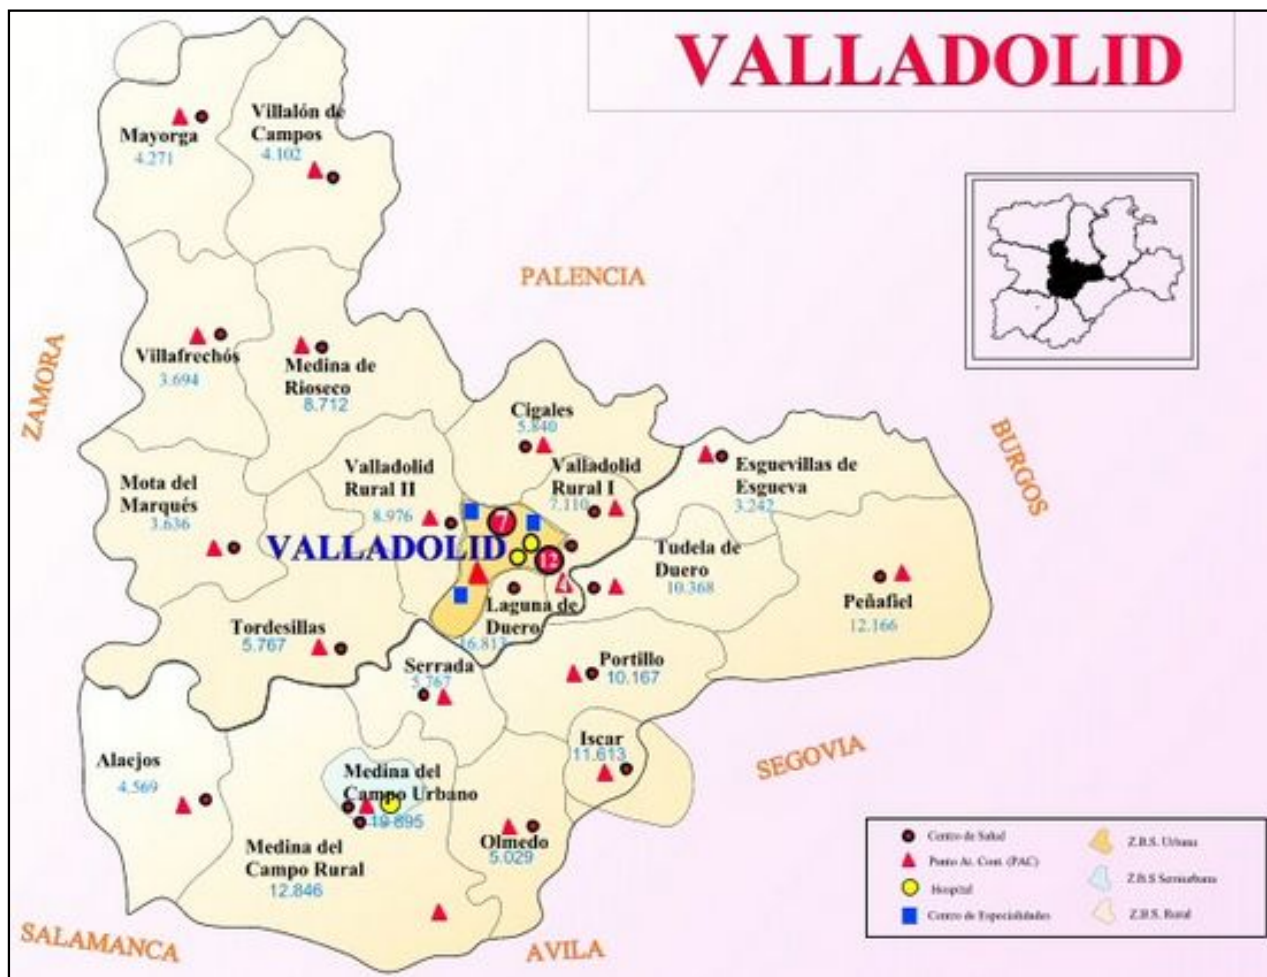 VALLADOLID
Mayorga
4.271
Villalón de
Campos
4.102
PALENCIA
ZAMORA
Villafrechós
3.694
Medina de
Rioseco
8.712
Cigales
5.840
BURGOS
Mota del
Marqués
3.636
Valladolid
Rural II
8.976
Valladolid
Rural I
7.110
Esguevillas de
Esgueva
3.242
7
VALLADOLID
12
4
Tudela de
Duero
10.368
Peñafiel
12.166
Laguna de
Duero
16.813
Tordesillas
5.767
Serrada
5.767
Portillo
10.167
Alaejos
4.569
Iscar
11.613
SEGOVIA
Medina del
Campo Urbano
19.895
Medina del
Campo Rural
12.846
Olmedo
5.029
SALAMANCA
AVILA
Centro de Salud
Punto At. Cont. (PAC)
Hospital
Centro de Especialidades
Z.B.S. Urbana
Z.B.S Semiurbana
Z.B.S. Rural